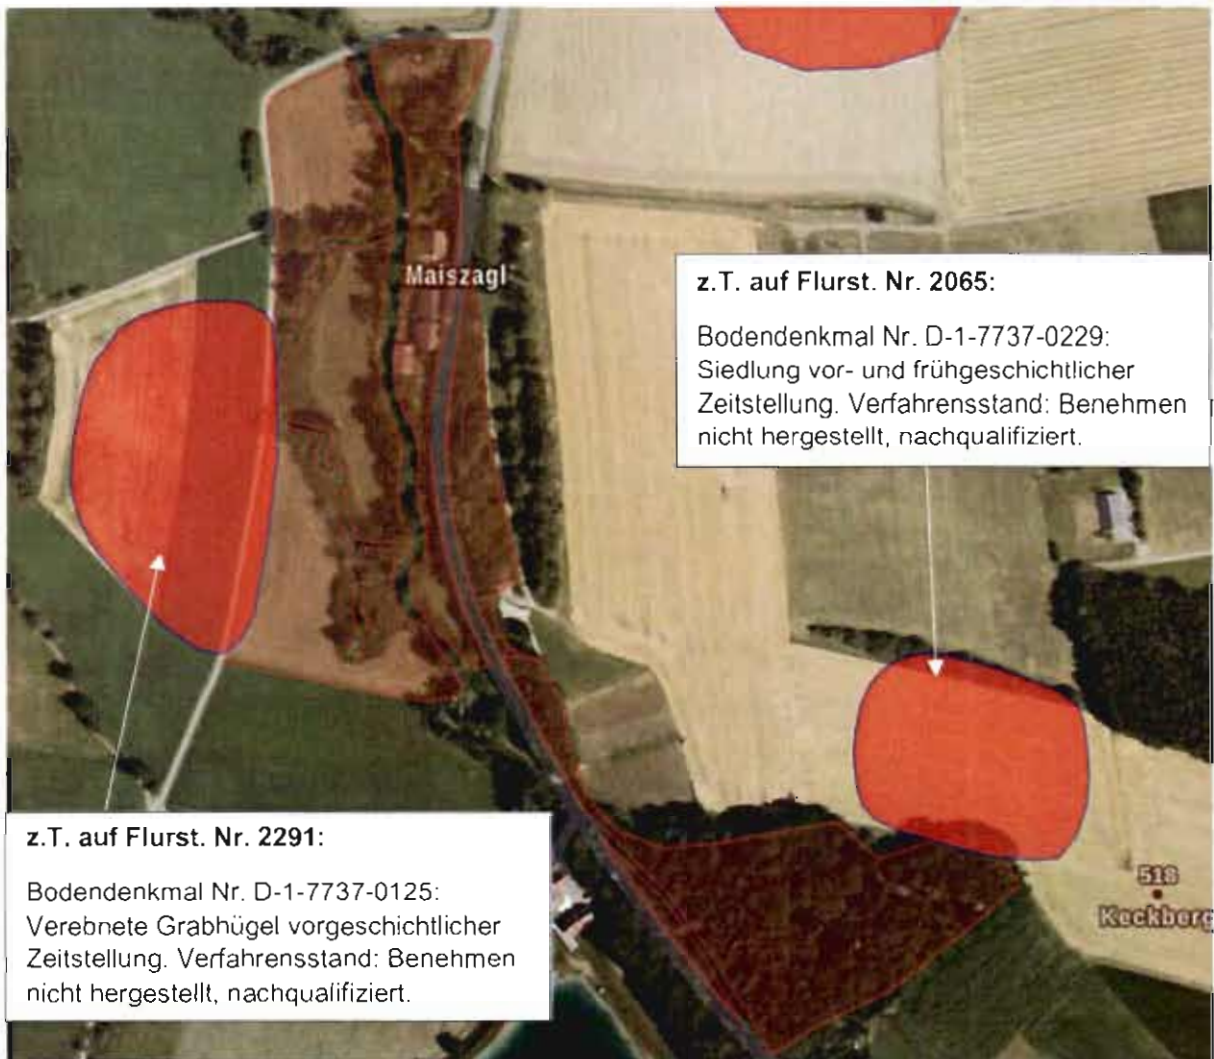 Maiszagl
z.T. auf Flurst. Nr. 2065:
Bodendenkmal Nr. D-1-7737-0229:
Siedlung vor- und frühgeschichtlicher
Zeitstellung. Verfahrensstand: Benehmen
nicht hergestellt, nachqualifiziert.
z.T. auf Flurst. Nr. 2291:
Bodendenkmal Nr. D-1-7737-0125:
Verebnete Grabhügel vorgeschichtlicher
Zeitstellung. Verfahrensstand: Benehmen
nicht hergestellt, nachqualifiziert.
518
Keckberg